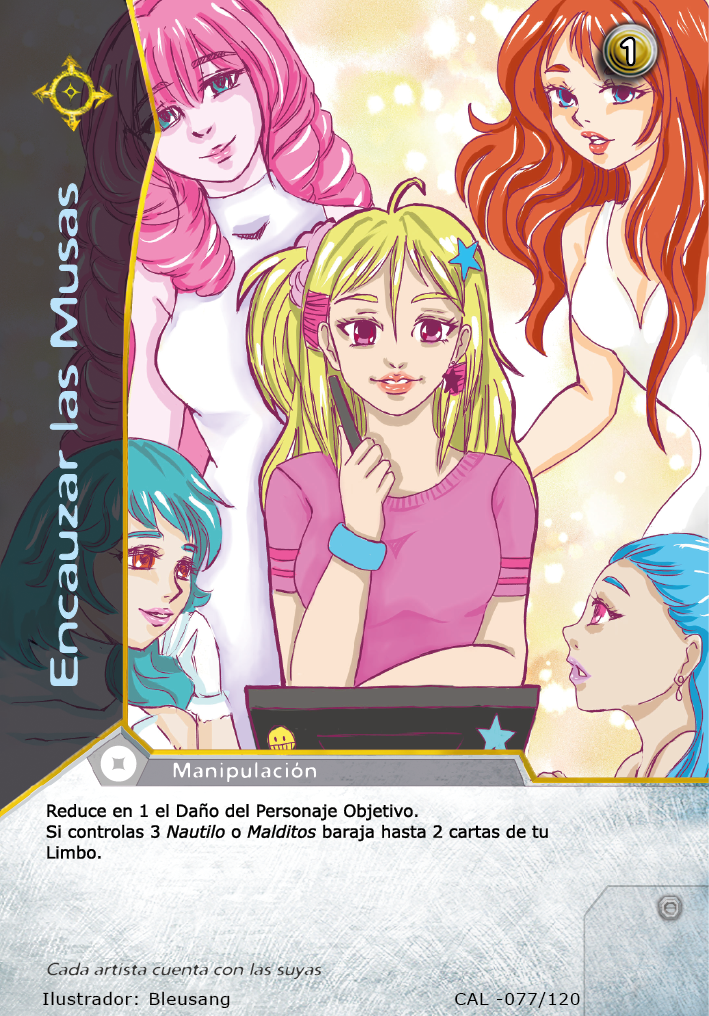 1
Encauzar las Musas
Manipulación
Reduce en 1 el Daño del Personaje Objetivo.
Si controlas 3 Nautilo o Malditos baraja hasta 2 cartas de tu
Limbo.
Cada artista cuenta con las suyas
Ilustrador: Bleusang CAL -077/120